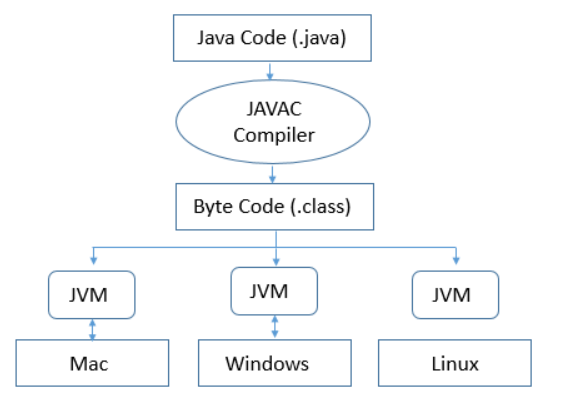 Java Code (.java)
JAVAC
Compiler
Byte Code (.class)
JVM
JVM
JVM
Mac
Windows
Linux